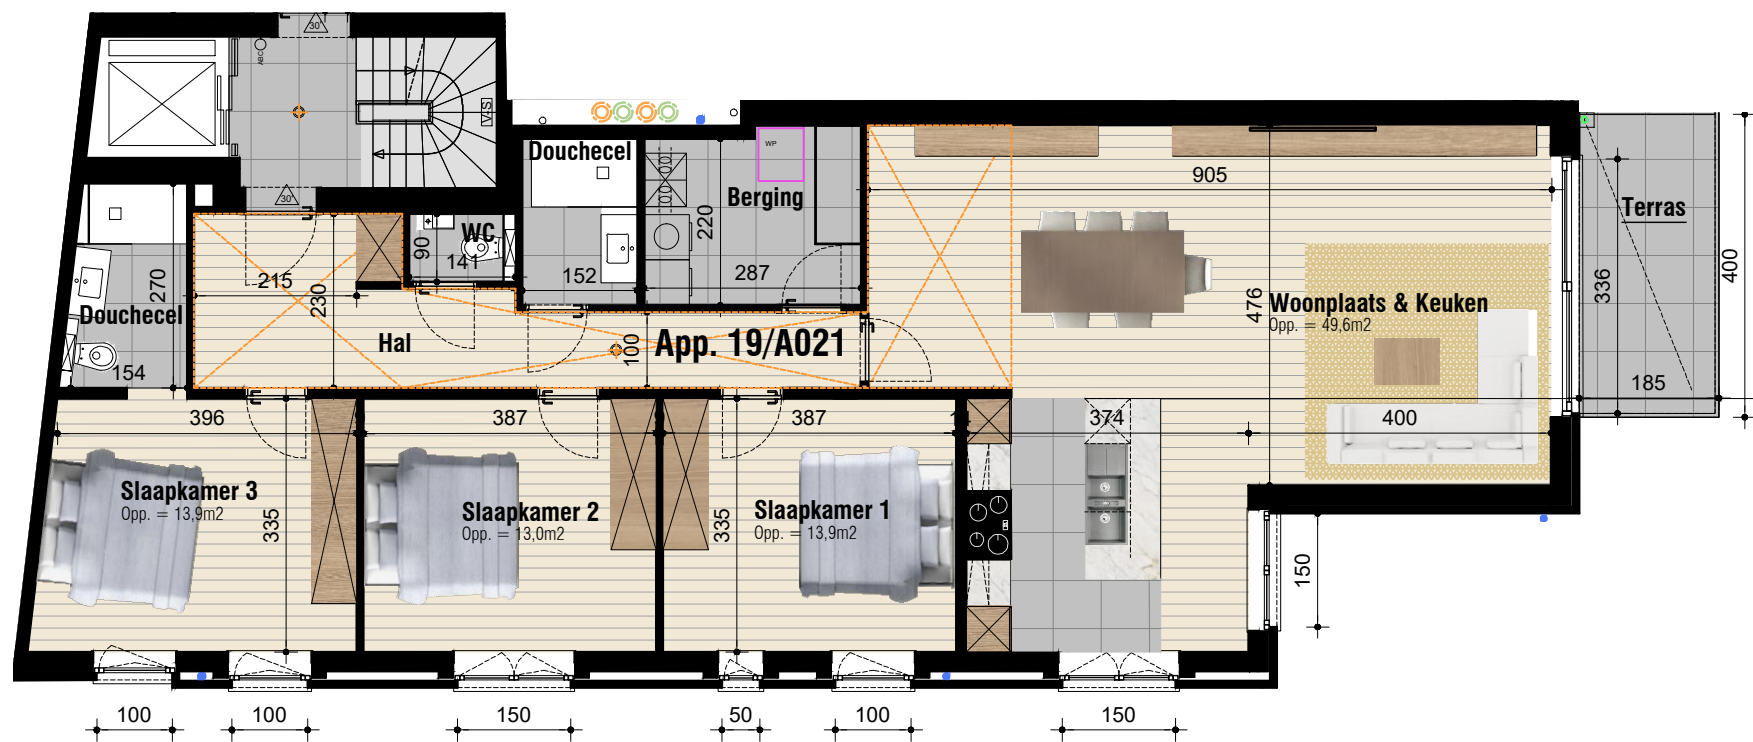 30'
ABC
V-S
Douchecel
WP
Berging
905
Terras
WC
90
141
220
152
287
215
230
270
Douchecel
154
Hal
100
App. 19/A021
476
Woonplaats & Keuken
Opp. = 49,6m2
336
400
185
30'
396
387
387
374
400
Slaapkamer 3
Opp. = 13,9m2
335
Slaapkamer 2
Opp. = 13,0m2
335
Slaapkamer 1
Opp. = 13,9m2
150
100
100
150
50
100
150